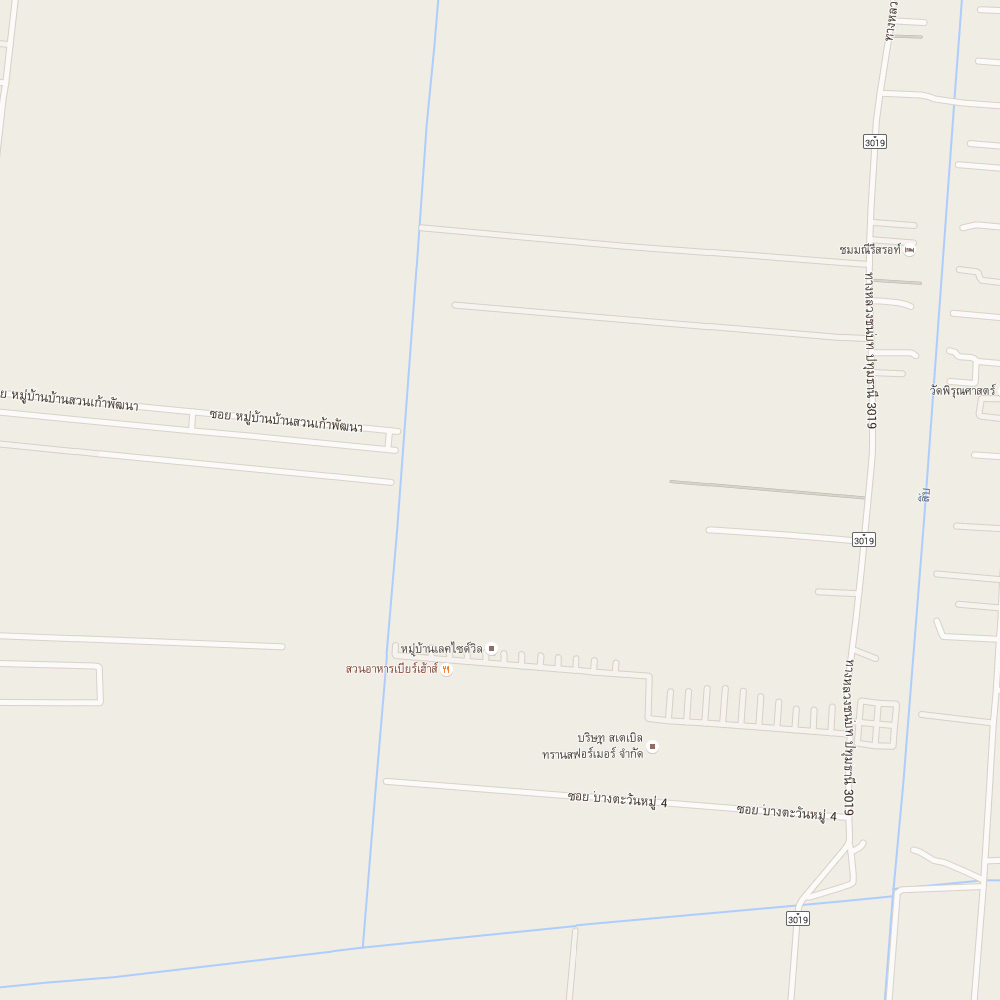 ทางหลว
3019
ชมมณีรีสรอท์
ทางหลวงชนบท ปทุมธานี 3019
วัดพิรุณศาสตร์
ย หมู่บ้านบ้านสวนเก้าพัฒนา
ซอย หมู่บ้านบ้านสวนเก้าพัฒนา
3019
หมู่บ้านเลคไซด์วิล
สวนอาหารเบียร์เฮ้าส์
ทางหลวงชนบท ปทุมธานี 3019
บริษัท สเตเบิล
ทรานสฟอร์เมอร์ จำกัด
ซอย บางตะวันหมู่ 4
ซอย บางตะวันหมู่ 4
3019